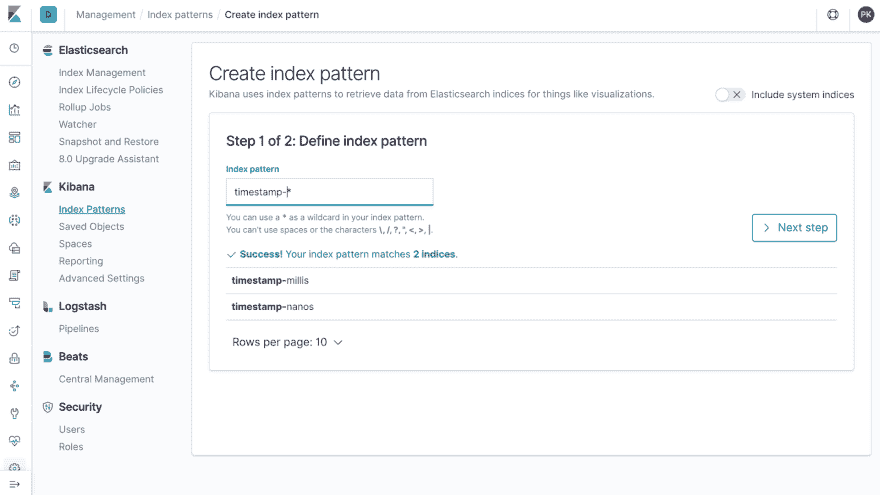 D
Management / Index patterns / Create index pattern
PK
Elasticsearch
Index Management
Index Lifecycle Policies
Rollup Jobs
Watcher
Snapshot and Restore
8.0 Upgrade Assistant
Kibana
Index Patterns
Saved Objects
Spaces
Reporting
Advanced Settings
Logstash
Pipelines
Beats
Central Management
Security
Users
Roles
Create index pattern
Kibana uses index patterns to retrieve data from Elasticsearch indices for things like visualizations.
Include system indices
Step 1 of 2: Define index pattern
Index pattern
timestamp-*
You can use a * as a wildcard in your index pattern.
You can't use spaces or the characters \, /, ?, ", <, >, |.
Next step
Success! Your index pattern matches 2 indices.
timestamp-millis
timestamp-nanos
Rows per page: 10